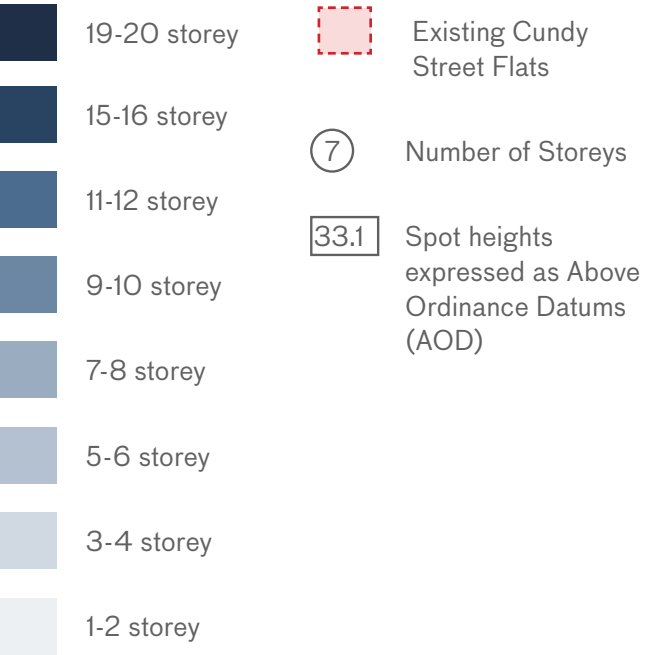 19-20 storey
15-16 storey
11-12 storey
9-10 storey
7-8 storey
5-6 storey
3-4 storey
1-2 storey
Existing Cundy
Street Flats
7
Number of Storeys
33.1
Spot heights
expressed as Above
Ordinance Datums
(AOD)